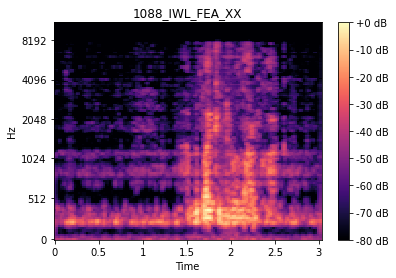 1088_IWL_FEA_XX
+0 dB
8192
-10 dB
4096
-20 dB
-30 dB
Hz
2048
-40 dB
1024
-50 dB
512
-60 dB
-70 dB
0
-80 dB
0 0.5 1 1.5 2 2.5 3
Time